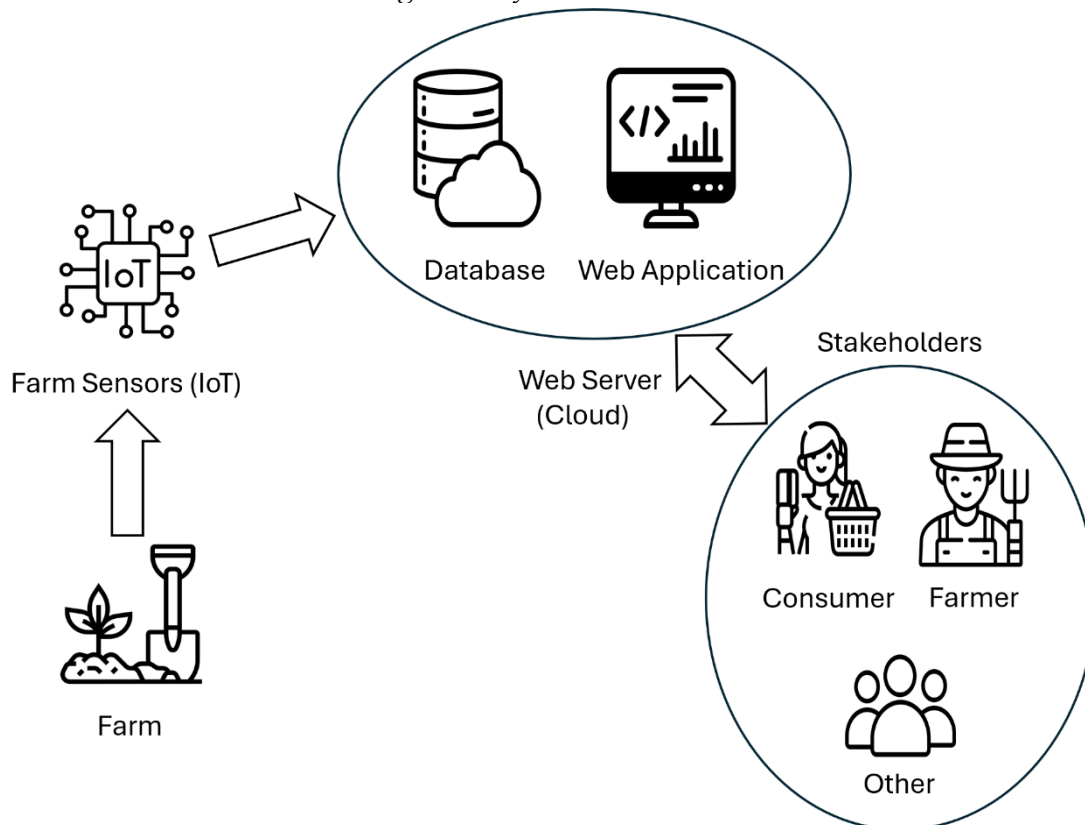 Database
Web Application
IoT
Farm Sensors (IoT)
Web Server
(Cloud)
Stakeholders
Consumer
Farmer
Farm
Other